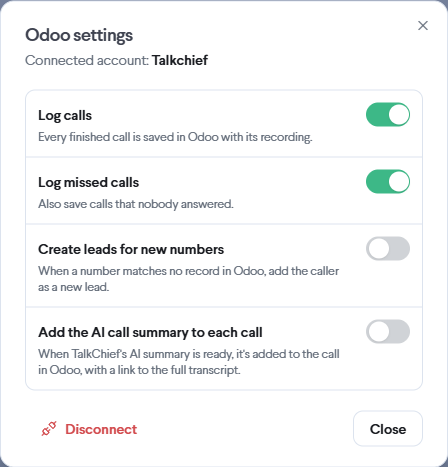 Odoo settings
Connected account: Talkchief
Log calls
Every finished call is saved in Odoo with its recording.
Log missed calls
Also save calls that nobody answered.
Create leads for new numbers
When a number matches no record in Odoo, add the caller
as a new lead.
Add the AI call summary to each call
When TalkChief's AI summary is ready, it's added to the call
in Odoo, with a link to the full transcript.
Disconnect
Close